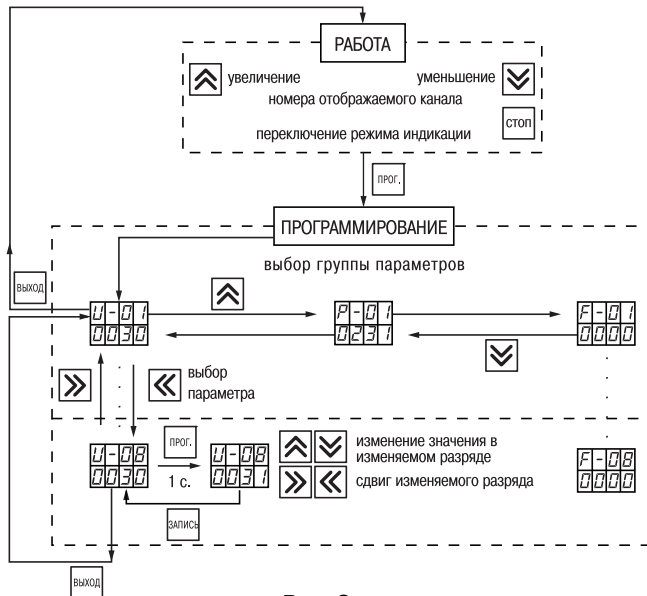 РАБОТА
увеличение
уменьшение
номера отображаемого канала
стоп
переключение режима индикации
ПРОГ.
ПРОГРАММИРОВАНИЕ
выбор группы параметров
ВЫХОД
U-01
0030
P-01
0231
F-01
0000
выбор
параметра
U-08
0030
ПРОГ.
1 с.
U-08
0031
изменение значения в
изменяемом разряде
сдвиг изменяемого разряда
F-08
0000
ЗАПИСЬ
ВЫХОД